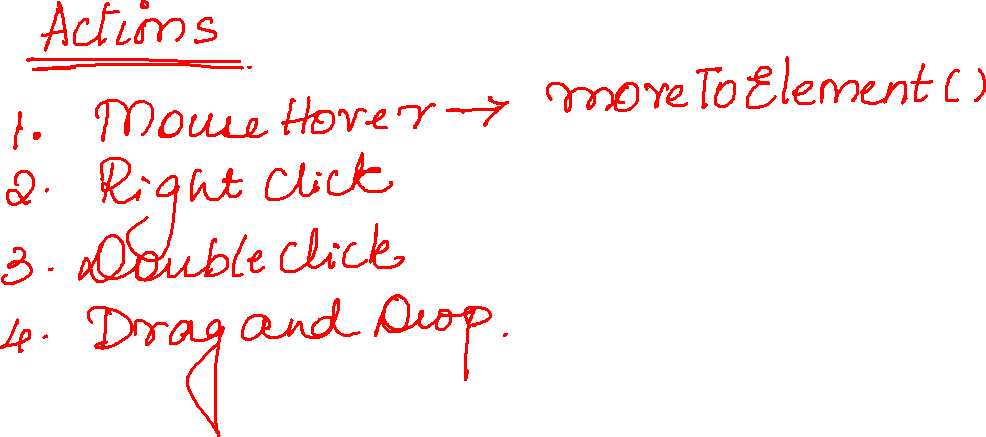 Actions
1. Mouse Hover → moveToElement()
2. Right Click
3. Double click
4. Drag and Drop.